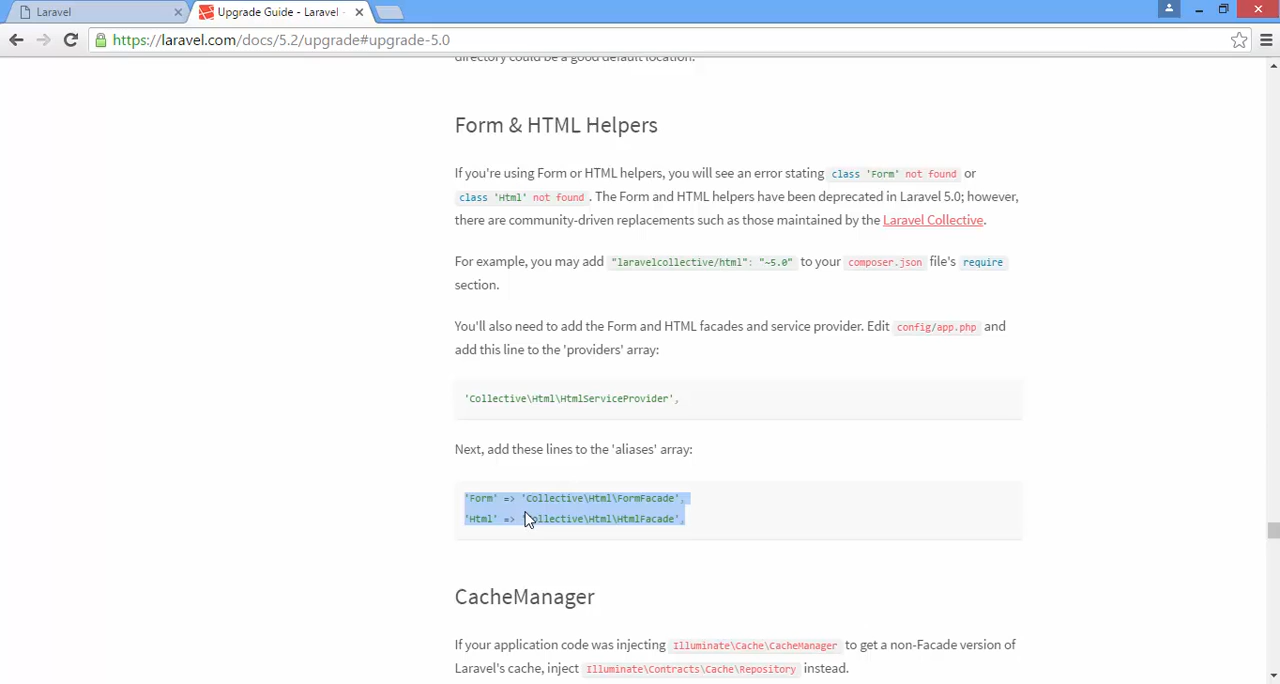 Laravel
Upgrade Guide - Laravel -
https://laravel.com/docs/5.2/upgrade#upgrade-5.0
directory could be a good default location.
Form & HTML Helpers
If you're using Form or HTML helpers, you will see an error stating class 'Form' not found or
class 'Html' not found . The Form and HTML helpers have been deprecated in Laravel 5.0; however,
there are community-driven replacements such as those maintained by the Laravel Collective.
For example, you may add "laravelcollective/html": "~5.0" to your composer.json file's require
section.
You'll also need to add the Form and HTML facades and service provider. Edit config/app.php and
add this line to the 'providers' array:
'Collective\Html\HtmlServiceProvider',
Next, add these lines to the 'aliases' array:
'Form' => 'Collective\Html\FormFacade',
'Html' => 'Collective\Html\HtmlFacade',
CacheManager
If your application code was injecting Illuminate\Cache\CacheManager to get a non-Facade version of
Laravel's cache, inject Illuminate\Contracts\Cache\Repository instead.